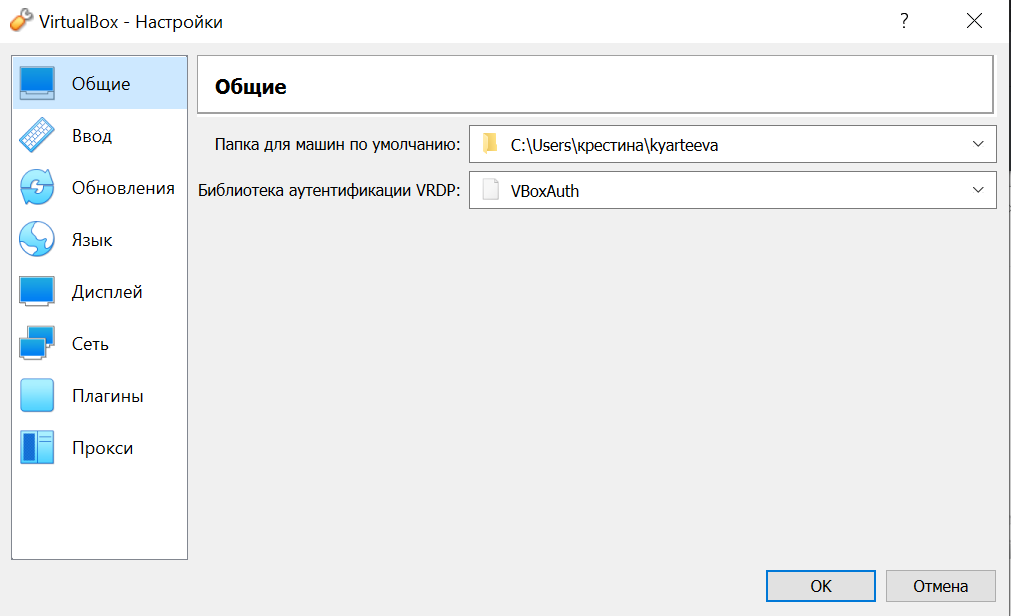 VirtualBox - Настройки
?
Общие
Ввод
Обновления
Язык
Дисплей
Сеть
Плагины
Прокси
Общие
Папка для машин по умолчанию: C:\Users\крестина\kyarteeva
Библиотека аутентификации VRDP: VBoxAuth
OK
Отмена